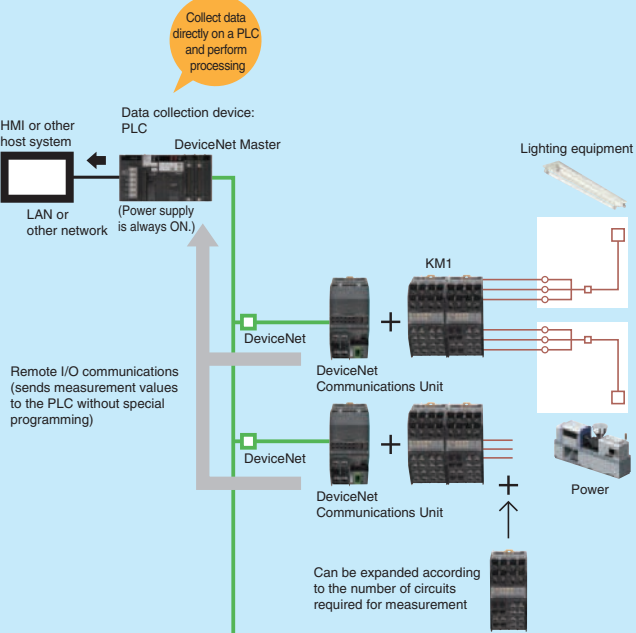 Collect data
directly on a PLC
and perform
processing
Data collection device:
PLC
HMI or other
host system
DeviceNet Master
Lighting equipment
LAN or
other network
(Power supply
is always ON.)
KM1
DeviceNet
DeviceNet
Communications Unit
Remote I/O communications
(sends measurement values
to the PLC without special
programming)
DeviceNet
Power
DeviceNet
Communications Unit
Can be expanded according
to the number of circuits
required for measurement